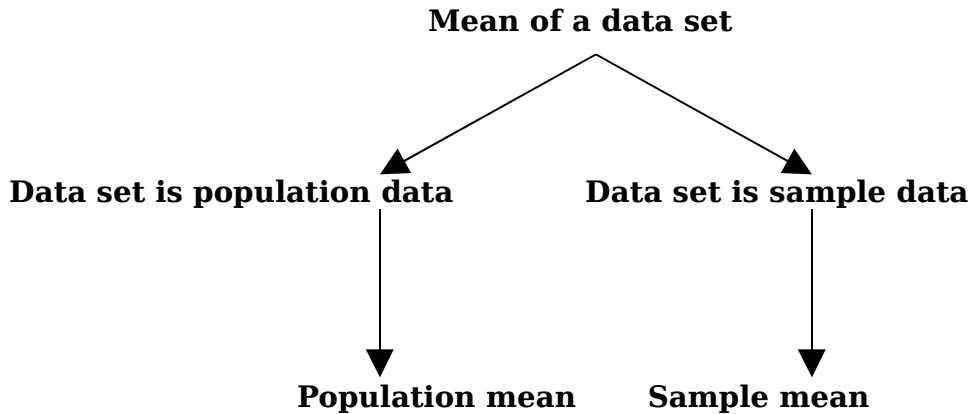 Mean of a data set
Data set is population data
Data set is sample data
Population mean
Sample mean